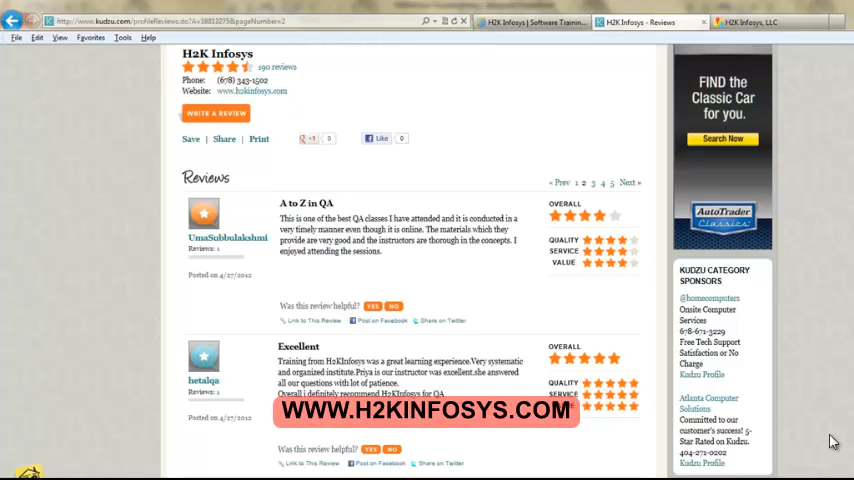 http://www.kudzu.com/profileReviews.do?A=18813275&pageNumber=2
H2K Infosys | Software Trainin...
H2K Infosys - Reviews
H2K Infosys, LLC
File Edit View Favorites Tools Help
H2K Infosys
190 reviews
Phone: (678) 343-1502
Website: www.h2kinfosys.com
WRITE A REVIEW
Save | Share | Print
+1 0
Like 0
Reviews
« Prev 1 2 3 4 5 Next »
A to Z in QA
UmaSubbulakshmi
Reviews: 1
Posted on 4/27/2012
This is one of the best QA classes I have attended and it is conducted in a
very timely manner even though it is online. The materials which they
provide are very good and the instructors are thorough in the concepts. I
enjoyed attending the sessions.
OVERALL
QUALITY
SERVICE
VALUE
Was this review helpful? YES NO
Link to This Review Post on Facebook Share on Twitter
Excellent
hetalqa
Reviews: 1
Posted on 4/27/2012
Training from H2KInfosys was a great learning experience.Very systematic
and organized institute.Priya is our instructor was excellent.she answered
all our questions with lot of patience.
Overall i definitely recommend H2KInfosys for QA
OVERALL
QUALITY
SERVICE
WWW.H2KINFOSYS.COM
Was this review helpful? YES NO
Link to This Review Post on Facebook Share on Twitter
FIND the
Classic Car
for you.
Search Now
AutoTrader
Classics
KUDZU CATEGORY
SPONSORS
@homecomputers
Onsite Computer
Services
678-671-3229
Free Tech Support
Satisfaction or No
Charge
Kudzu Profile
Atlanta Computer
Solutions
Committed to our
customer's success! 5-
Star Rated on Kudzu.
404-271-0202
Kudzu Profile